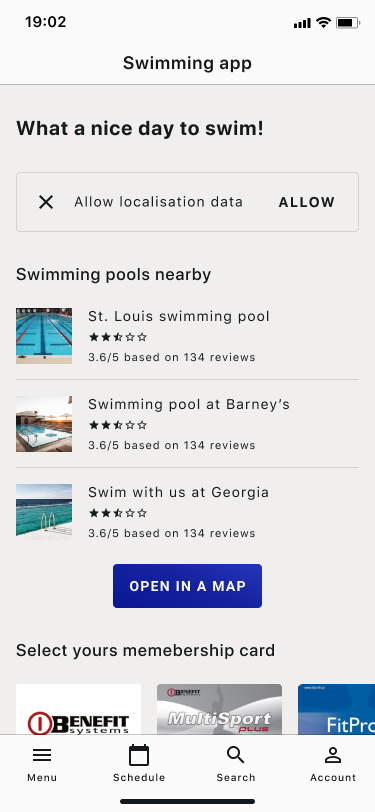 19:02
Swimming app
What a nice day to swim!
Allow localisation data ALLOW
Swimming pools nearby
St. Louis swimming pool
3.6/5 based on 134 reviews
Swimming pool at Barney's
3.6/5 based on 134 reviews
Swim with us at Georgia
3.6/5 based on 134 reviews
OPEN IN A MAP
Select yours memebership card
BENEFIT
systems
BENEFIT
MultiSport
plus
FitPro
Menu Schedule Search Account